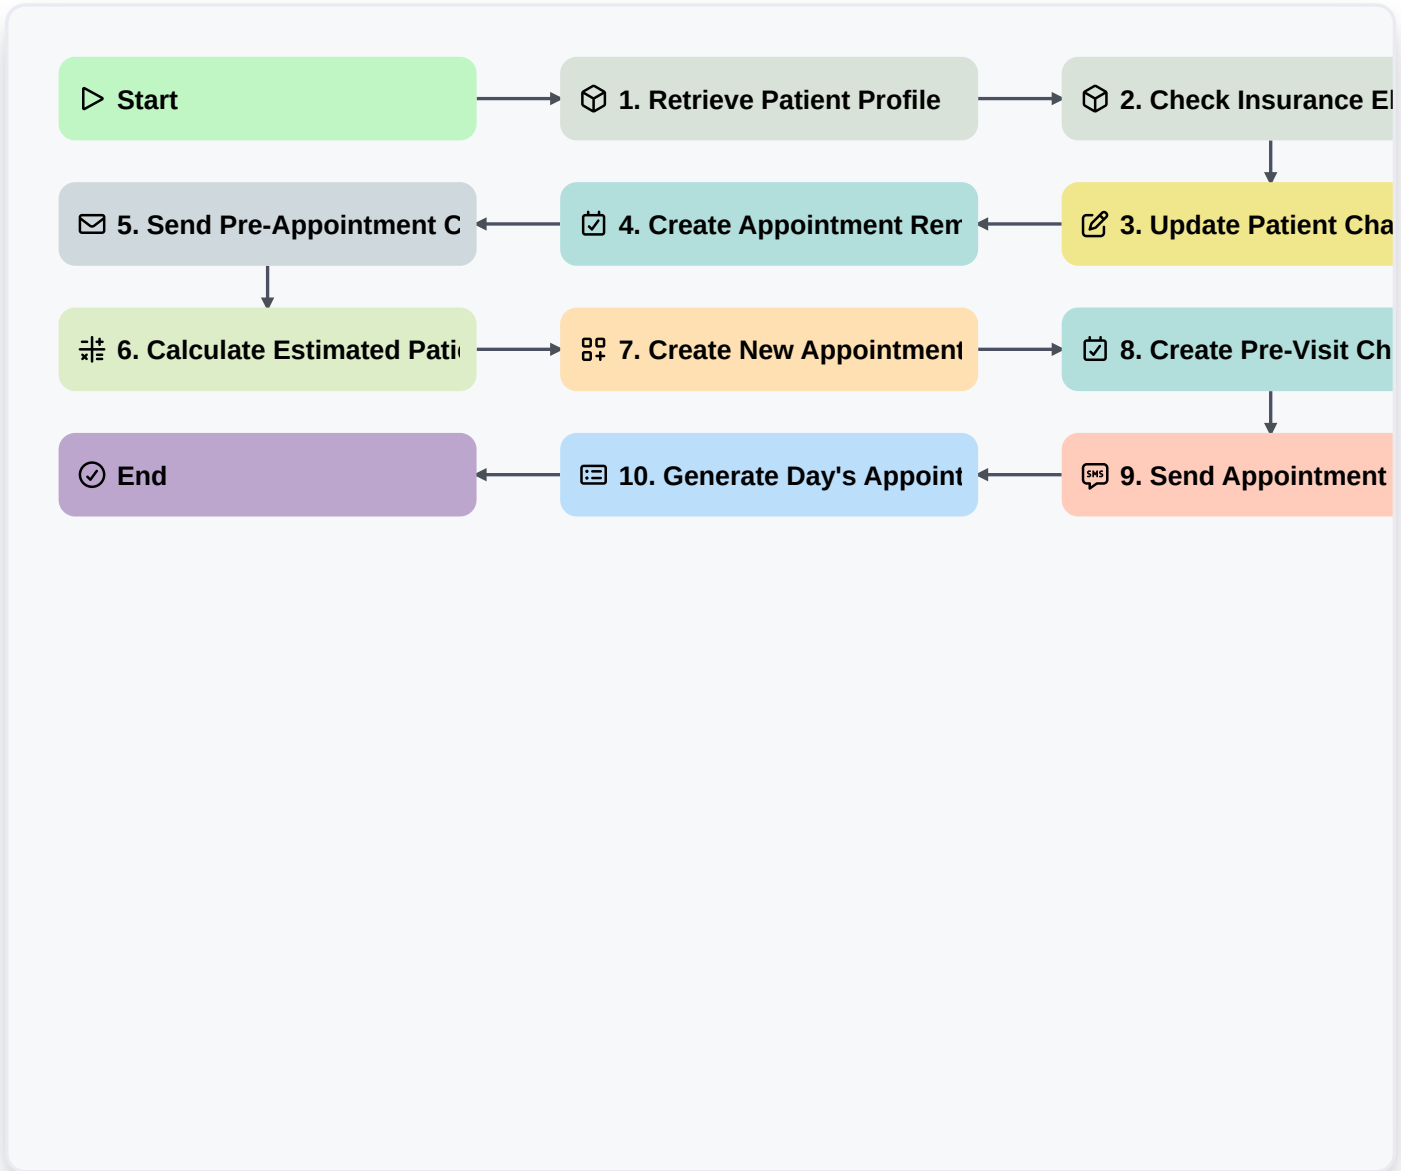 Start
1. Retrieve Patient Profile
2. Check Insurance El
5. Send Pre-Appointment C
4. Create Appointment Rem
3. Update Patient Cha
6. Calculate Estimated Pati
7. Create New Appointment
8. Create Pre-Visit Ch
End
10. Generate Day's Appoint
SMS
9. Send Appointment